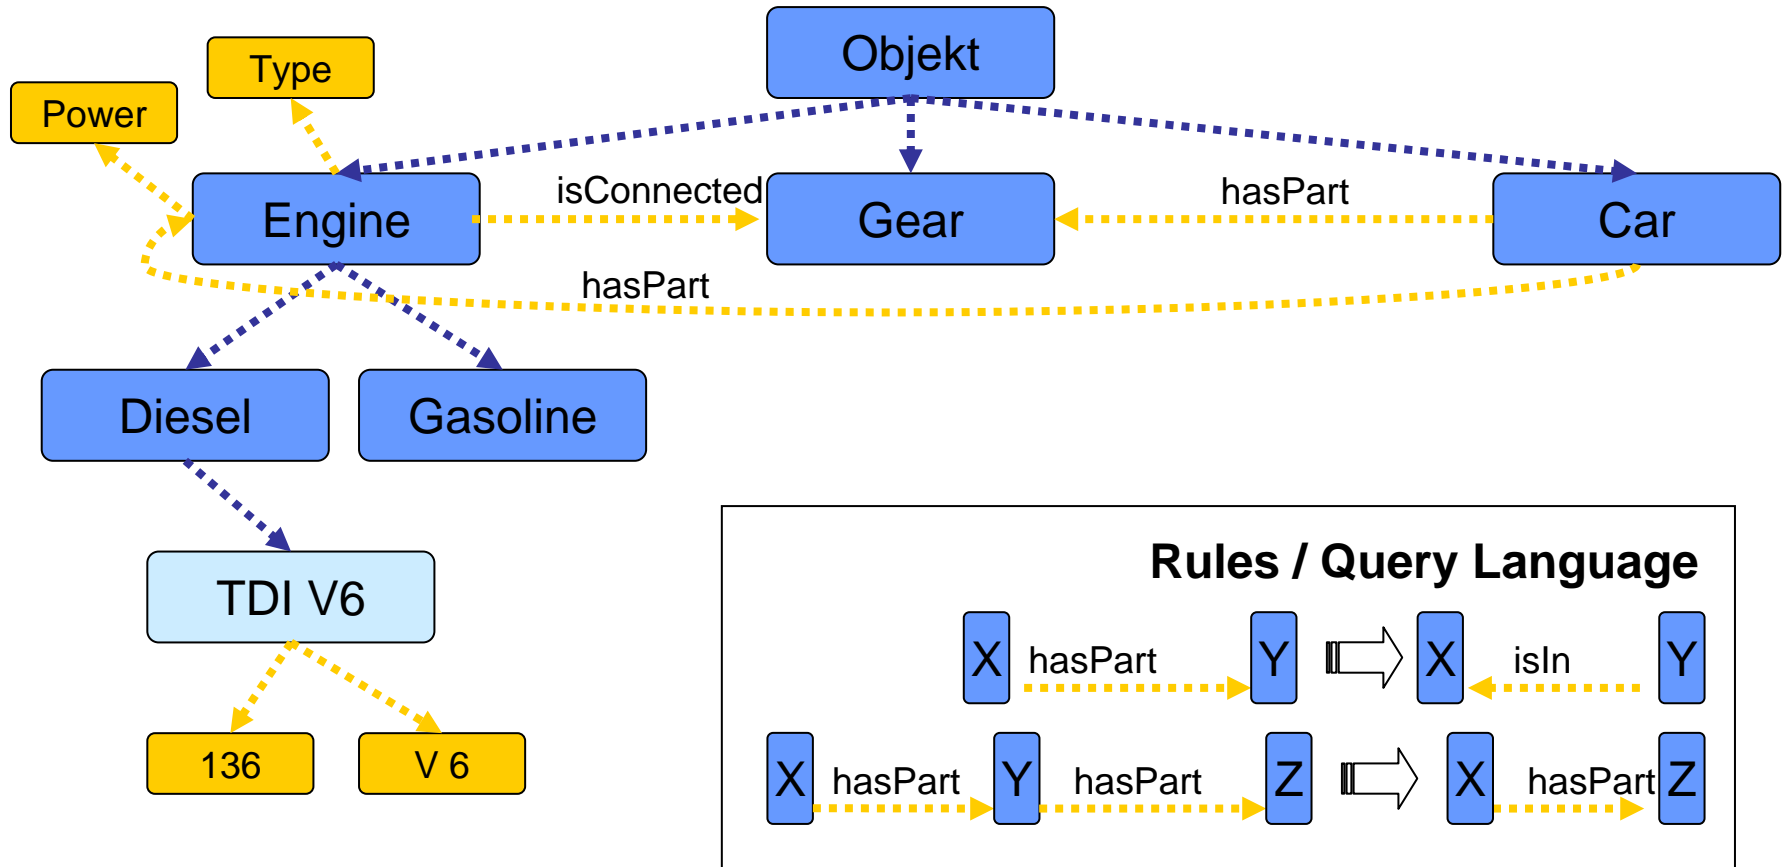 Objekt
Type
Power
isConnected
hasPart
Engine
Gear
Car
hasPart
Diesel
Gasoline
TDI V6
136
V 6
Rules / Query Language
X hasPart Y X isIn Y
X hasPart Y hasPart Z X hasPart Z